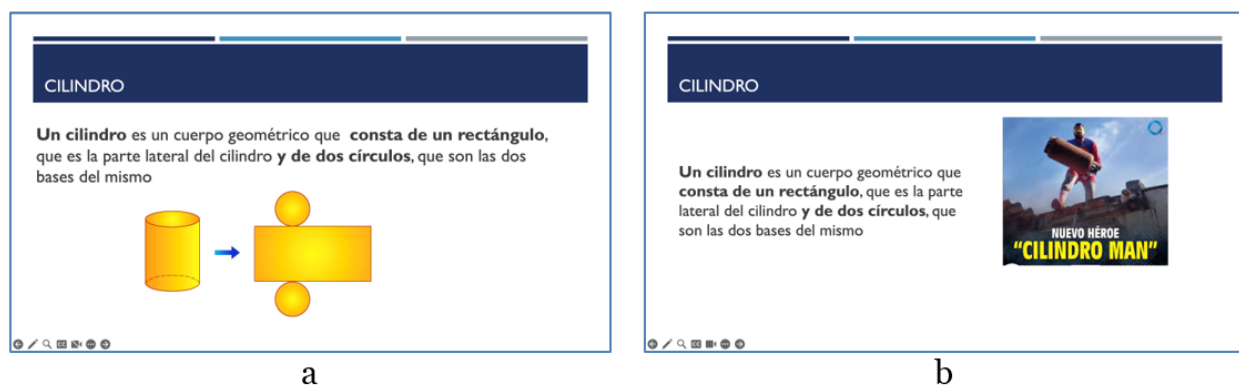 CILINDRO
Un cilindro es un cuerpo geométrico que consta de un rectángulo,
que es la parte lateral del cilindro y de dos círculos, que son las dos
bases del mismo
a
CILINDRO
Un cilindro es un cuerpo geométrico que
consta de un rectángulo, que es la parte
lateral del cilindro y de dos círculos, que
son las dos bases del mismo
NUEVO HÉROE
"CILINDRO MAN"
b